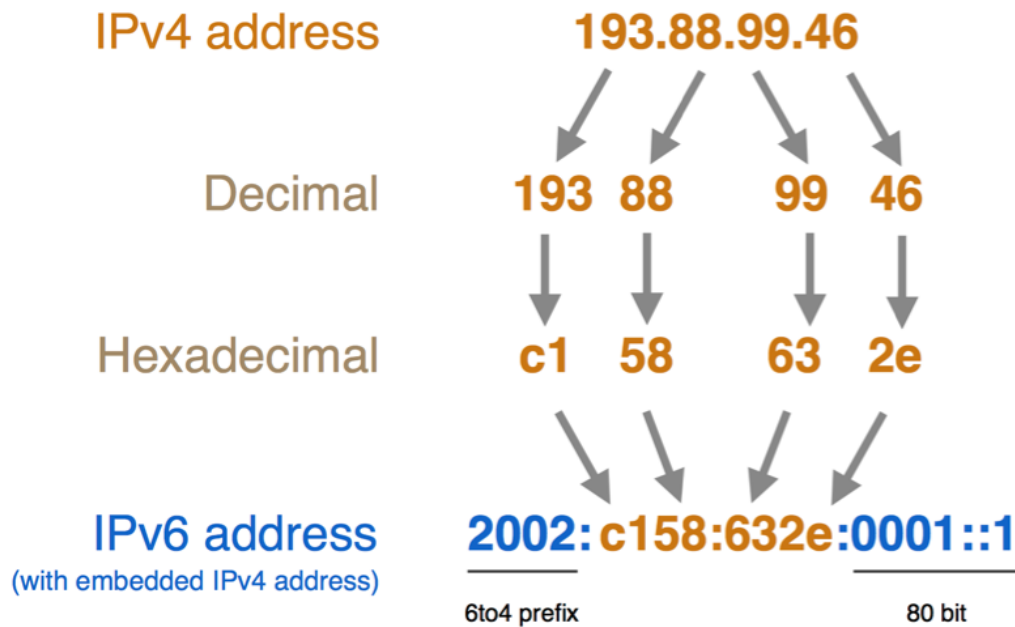 IPv4 address 193.88.99.46
Decimal 193 88 99 46
Hexadecimal c1 58 63 2e
IPv6 address 2002:c158:632e:0001::1
(with embedded IPv4 address)
6to4 prefix 80 bit